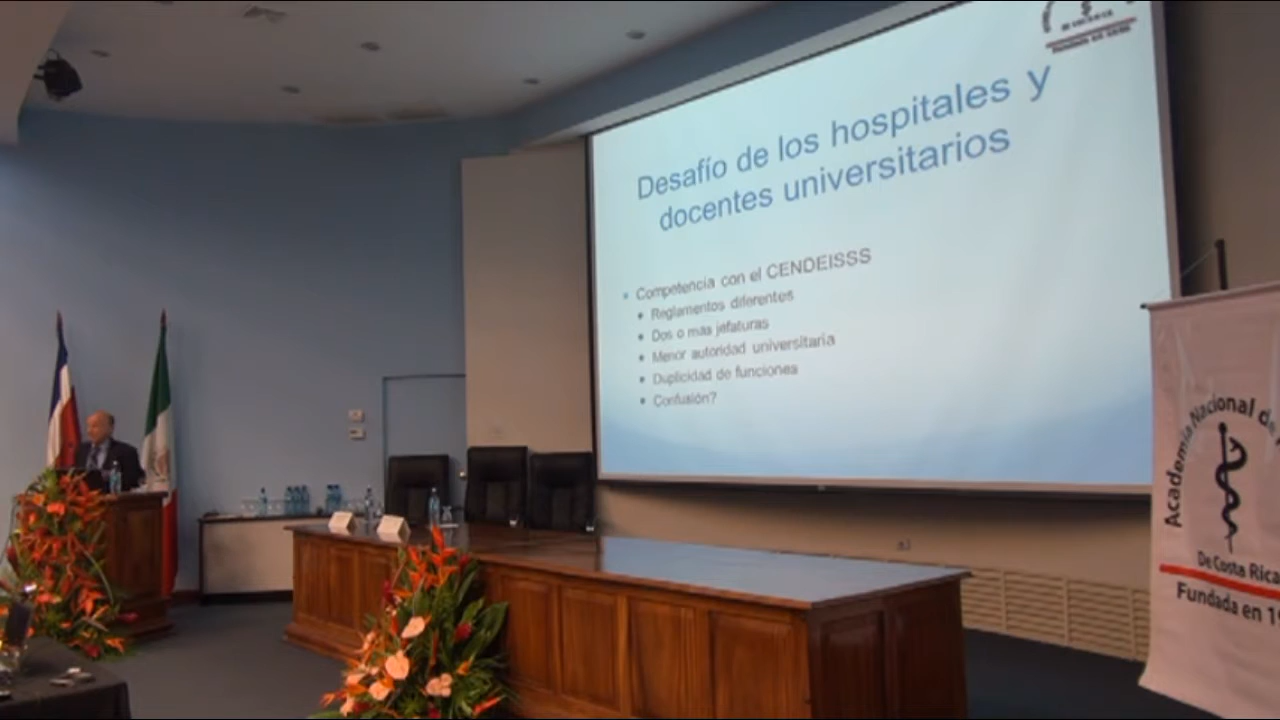 Desafío de los hospitales y
docentes universitarios
Competencia con el CENDEISSS
Reglamentos diferentes
Dos o mas jefaturas
Menor autoridad universitaria
Duplicidad de funciones
Confusión?
Academia Nacional de
De Costa Rica
Fundada en 1